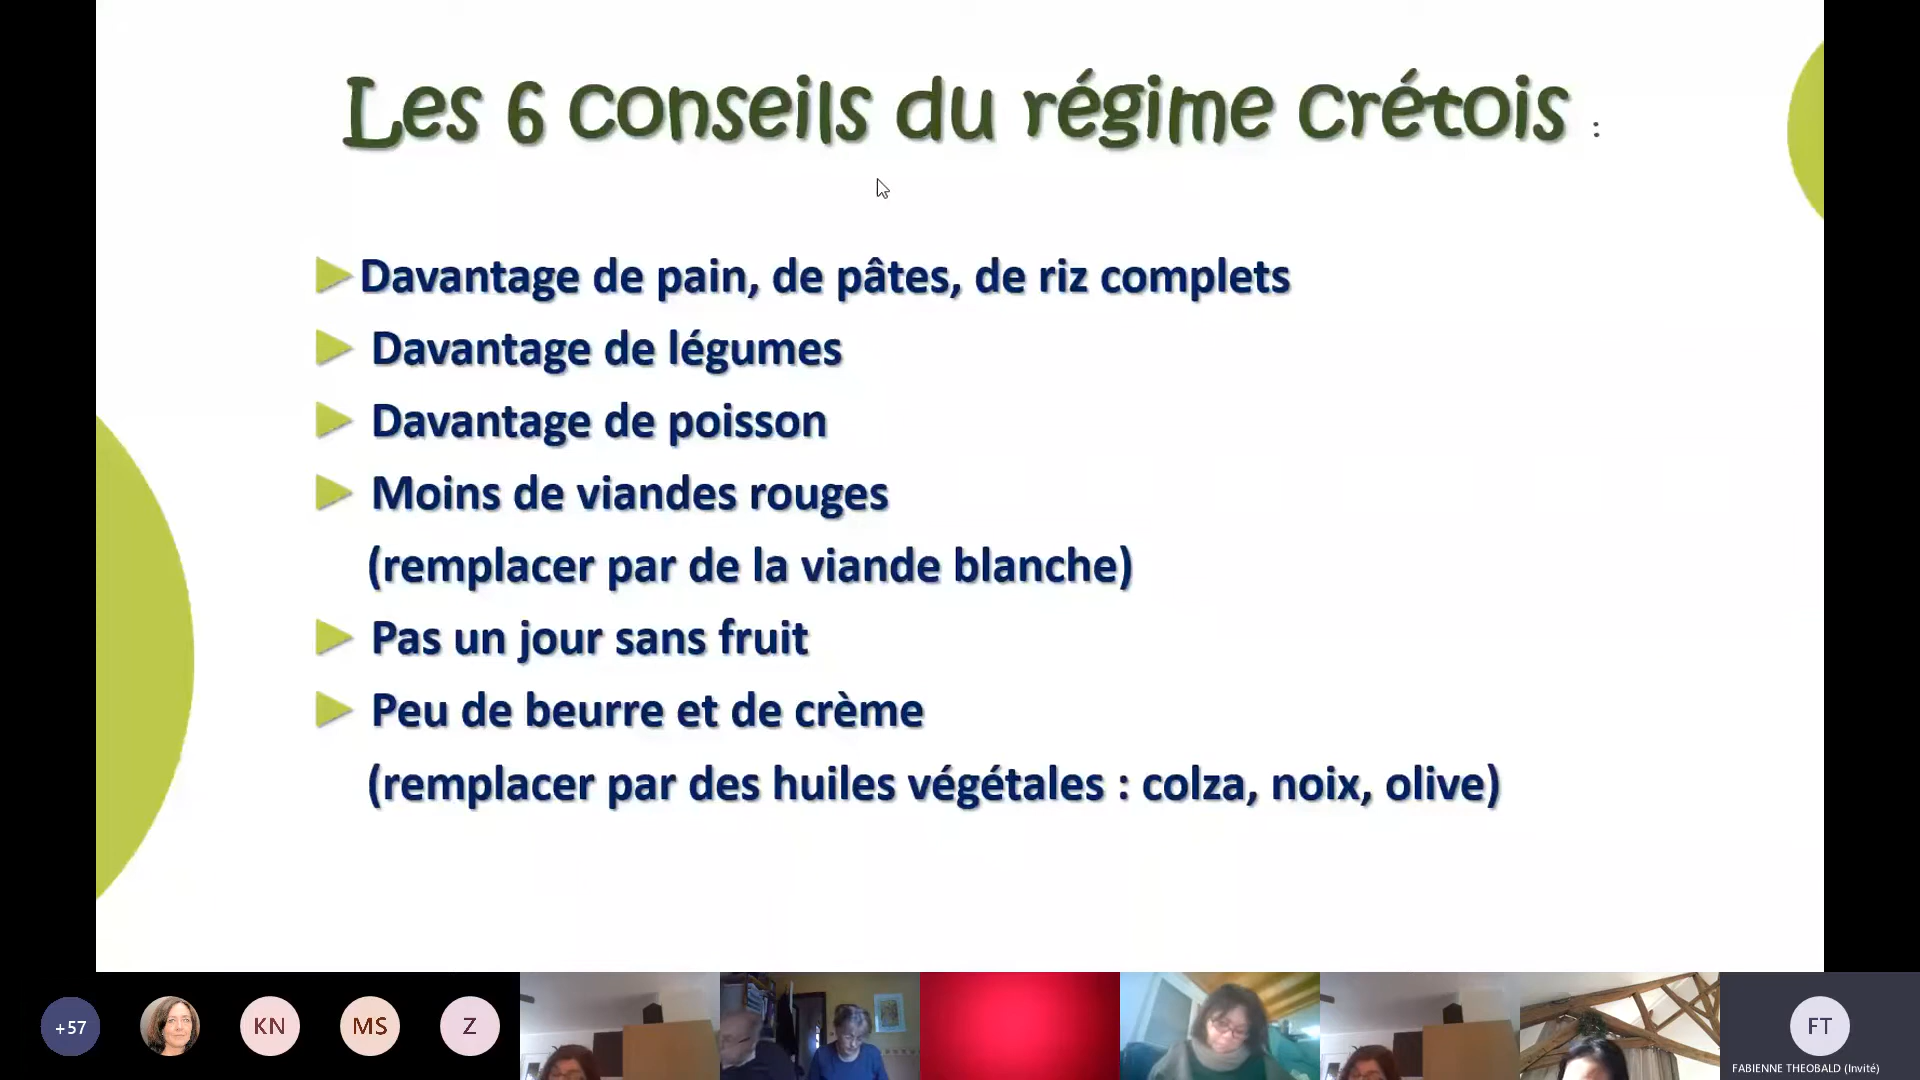 Les 6 conseils du régime crétois :
Davantage de pain, de pâtes, de riz complets
Davantage de légumes
Davantage de poisson
Moins de viandes rouges
(remplacer par de la viande blanche)
Pas un jour sans fruit
Peu de beurre et de crème
(remplacer par des huiles végétales : colza, noix, olive)
+57
KN
MS
Z
FT
FABIENNE THEOBALD (Invité)